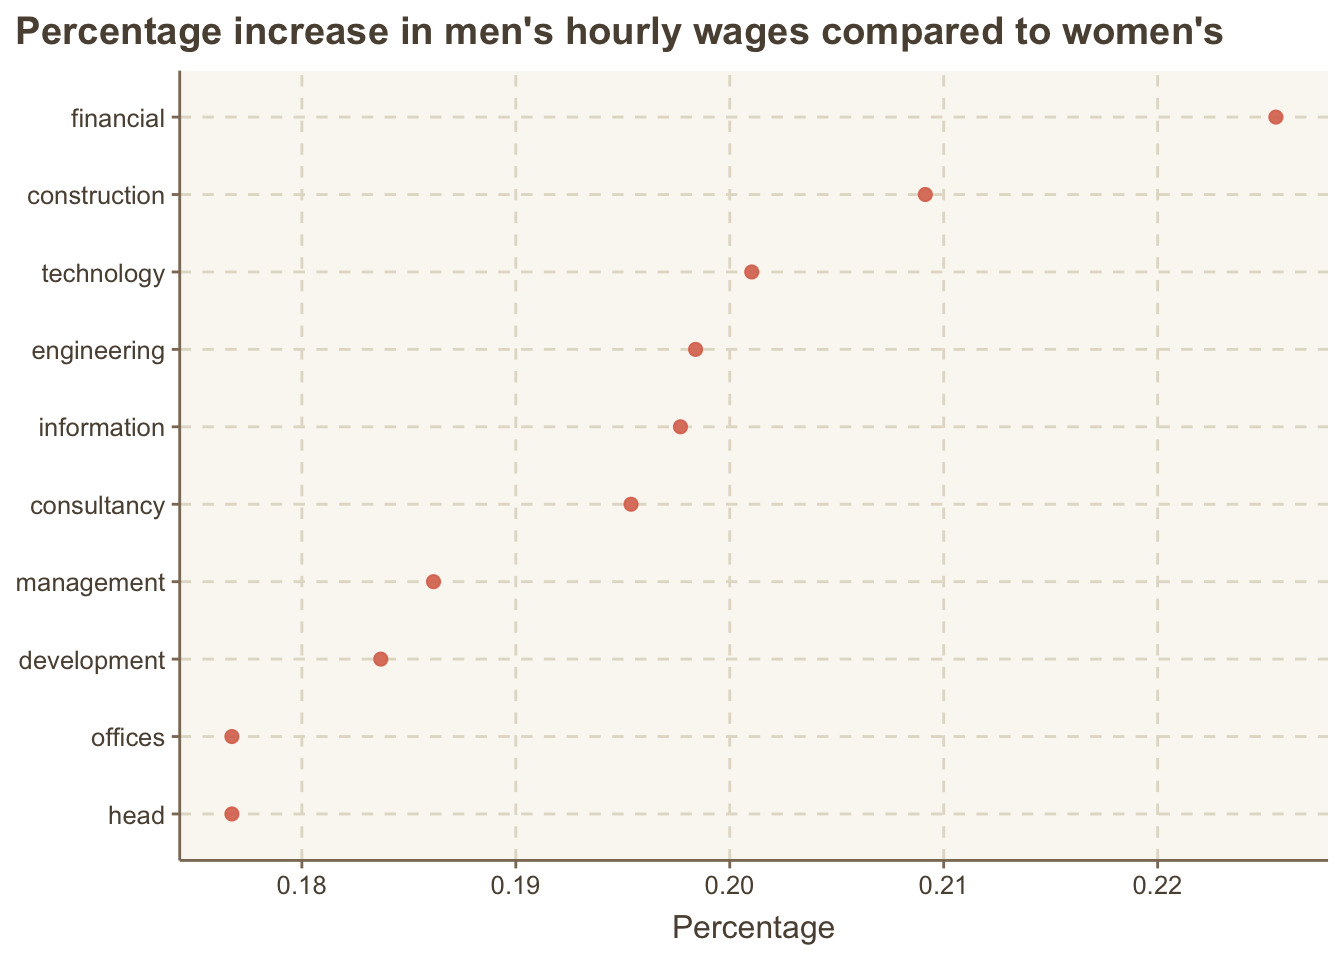 Percentage increase in men's hourly wages compared to women's
financial
construction
technology
engineering
information
consultancy
management
development
offices
head
0.18 0.19 0.20 0.21 0.22
Percentage